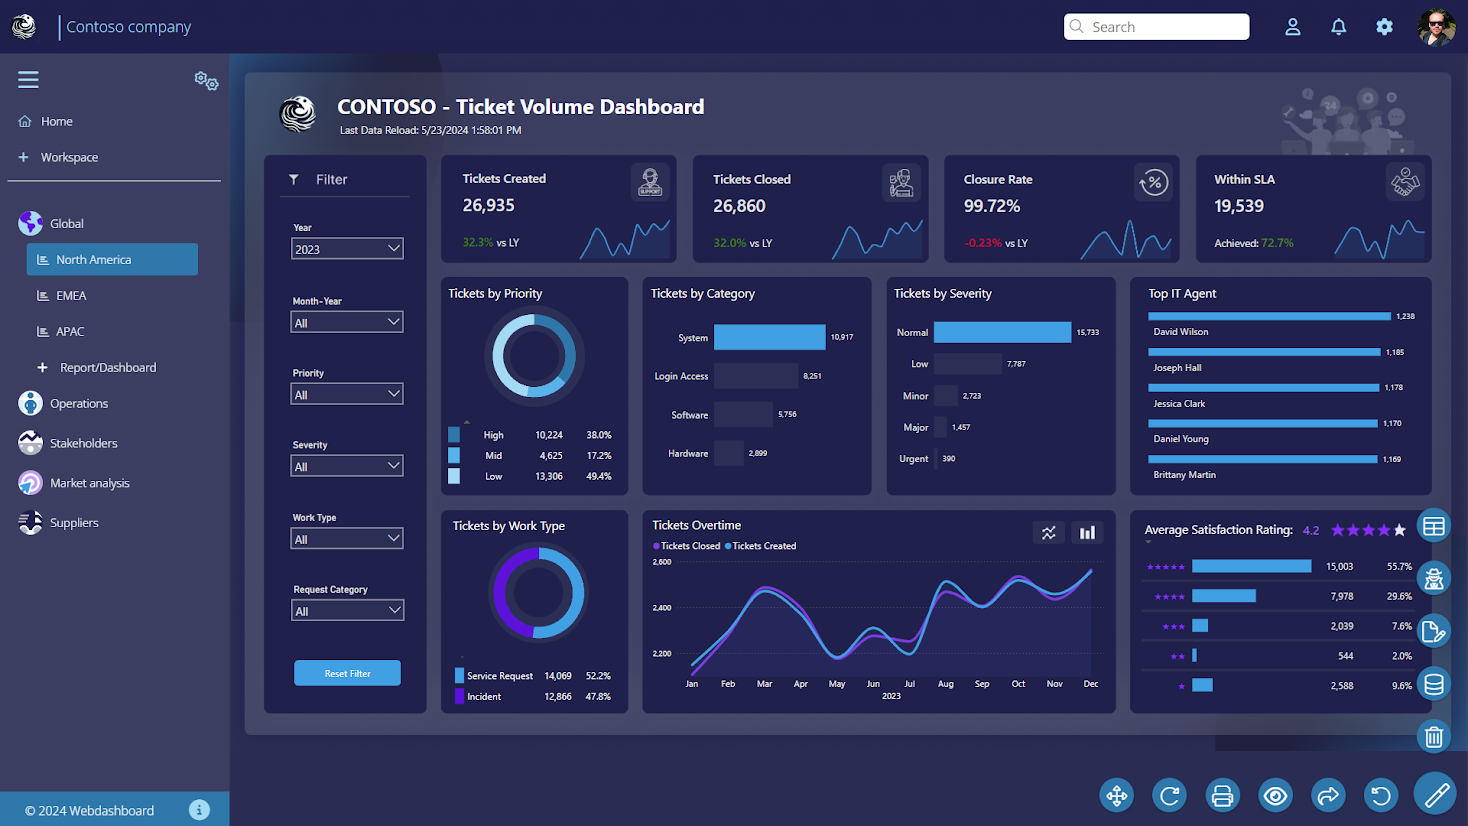 Contoso company
Search
Home
Workspace
Global
North America
EMEA
APAC
Report/Dashboard
Operations
Stakeholders
Market analysis
Suppliers
© 2024 Webdashboard
CONTOSO - Ticket Volume Dashboard
Last Data Reload: 5/23/2024 1:58:01 PM
Filter
Year
2023
Month-Year
All
Priority
All
Severity
All
Work Type
All
Request Category
All
Reset Filter
Tickets Created
26,935
32.3% vs LY
SUPPORT
Tickets Closed
26,860
32.0% vs LY
Closure Rate
99.72%
-0.23% vs LY
%
Within SLA
19,539
Achieved: 72.7%
Tickets by Priority
High 10,224 38.0%
Mid 4,625 17.2%
Low 13,306 49.4%
Tickets by Category
System 10,917
Login Access 8,251
Software 5,756
Hardware 2,899
Tickets by Severity
Normal 15,733
Low 7,787
Minor 2,723
Major 1,457
Urgent 390
Top IT Agent
1,238
David Wilson
1,185
Joseph Hall
1,178
Jessica Clark
1,170
Daniel Young
1,169
Brittany Martin
Tickets by Work Type
Service Request 14,069 52.2%
Incident 12,866 47.8%
Tickets Overtime
Tickets Closed Tickets Created
2,600
2,400
2,200
Jan Feb Mar Apr May Jun Jul Aug Sep Oct Nov Dec
2023
Average Satisfaction Rating: 4.2
15,003 55.7%
7,978 29.6%
2,039 7.6%
544 2.0%
2,588 9.6%